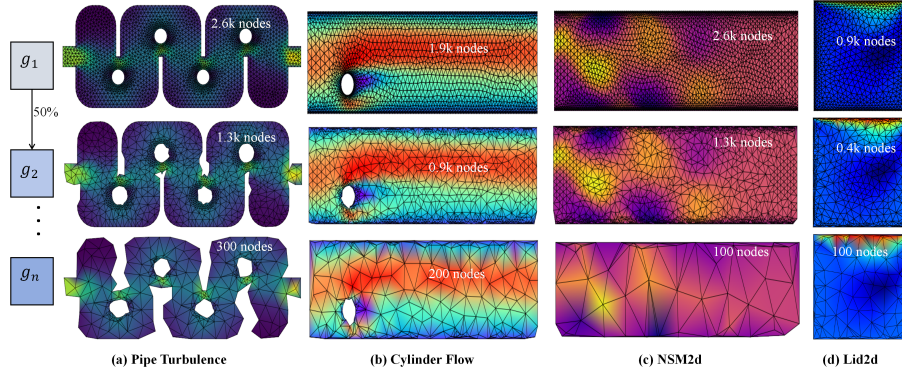 g1
2.6k nodes
1.9k nodes
2.6k nodes
0.9k nodes
50%
g2
1.3k nodes
0.9k nodes
1.3k nodes
0.4k nodes
gn
300 nodes
200 nodes
100 nodes
100 nodes
(a) Pipe Turbulence
(b) Cylinder Flow
(c) NSM2d
(d) Lid2d